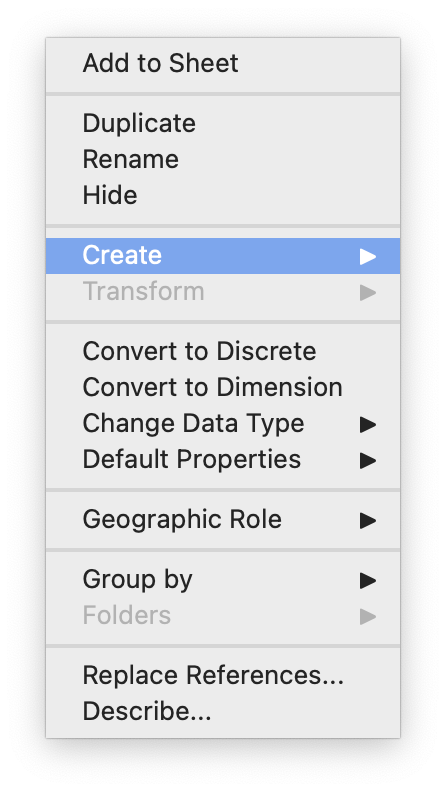 Add to Sheet
Duplicate
Rename
Hide
Create
Transform
Convert to Discrete
Convert to Dimension
Change Data Type
Default Properties
Geographic Role
Group by
Folders
Replace References...
Describe...